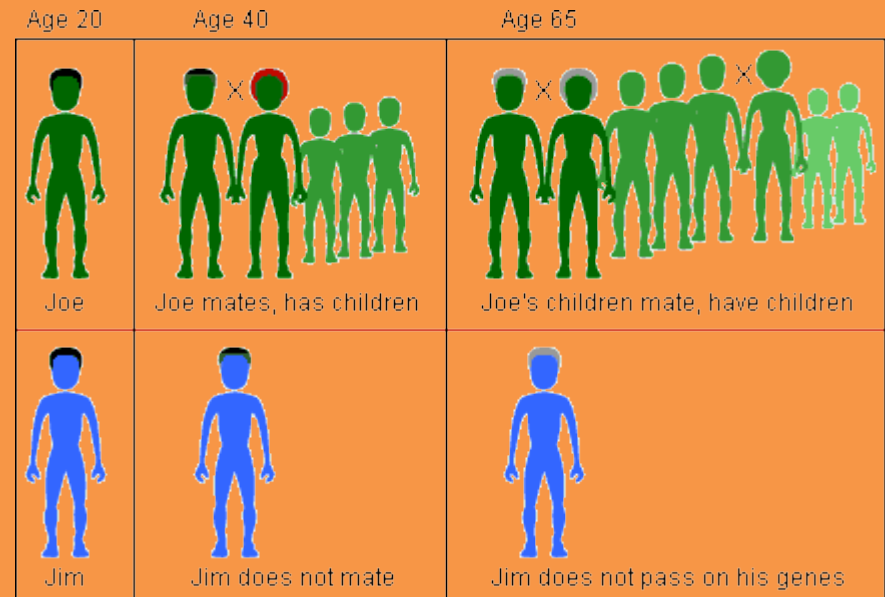 Age 20
Age 40
Age 65
Joe
Joe mates, has children
Joe's children mate, have children
Jim
Jim does not mate
Jim does not pass on his genes